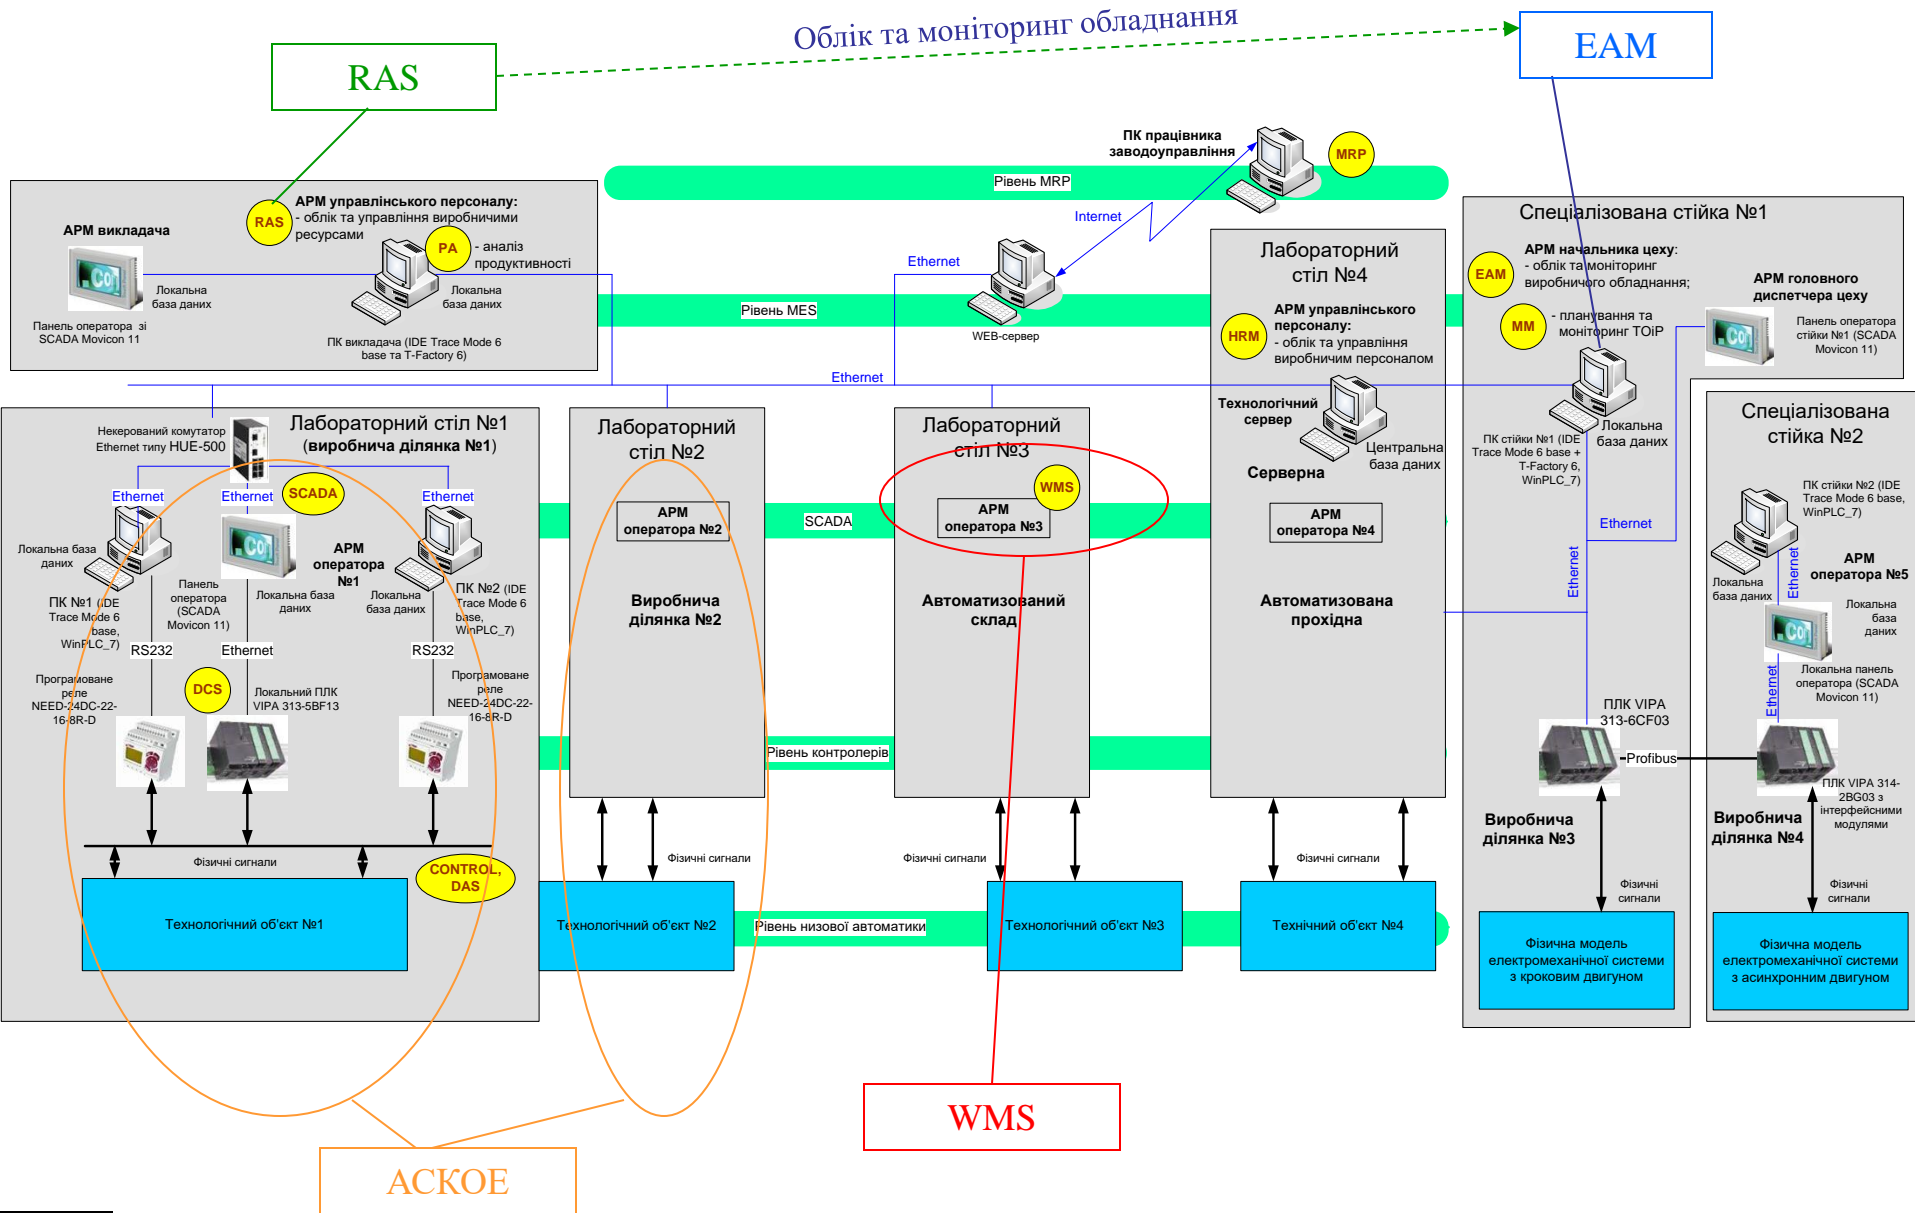 Облік та моніторинг обладнання
RAS
EAM
ПК працівника
заводоуправління
MRP
Рівень MRP
Internet
АРМ викладача
Локальна
база даних
Панель оператора зі
SCADA Movicon 11
RAS
АРМ управлінського персоналу:
- облік та управління виробничими
ресурсами
PA
- аналіз
продуктивності
Локальна
база даних
ПК викладача (IDE Trace Mode 6
base та T-Factory 6)
Рівень MES
Ethernet
WEB-сервер
Ethernet
Лабораторний
стіл №4
АРМ управлінського
персоналу:
- облік та управління
виробничим персоналом
HRM
Технологічний
сервер
Центральна
база даних
Серверна
АРМ
оператора №4
Автоматизована
прохідна
Спеціалізована стійка №1
EAM
АРМ начальника цеху:
- облік та моніторинг
виробничого обладнання;
MM
- планування та
моніторинг ТОіР
АРМ головного
диспетчера цеху
Панель оператора
стійки №1 (SCADA
Movicon 11)
Локальна
база даних
ПК стійки №1 (IDE
Trace Mode 6 base +
T-Factory 6,
WinPLC_7)
Ethernet
Ethernet
Спеціалізована
стійка №2
ПК стійки №2 (IDE
Trace Mode 6 base,
WinPLC_7)
Локальна
база даних
Ethernet
АРМ
оператора №5
Локальна
база
даних
Локальна панель
оператора (SCADA
Movicon 11)
Ethernet
ПЛК VIPA
313-6CF03
Profibus
ПЛК VIPA 314-
2BG03 з
інтерфейсними
модулями
Виробнича
ділянка №3
Виробнича
ділянка №4
Фізичні
сигнали
Фізичні
сигнали
Фізична модель
електромеханічної системи
з кроковим двигуном
Фізична модель
електромеханічної системи
з асинхронним двигуном
Лабораторний стіл №1
(виробнича ділянка №1)
Некерований комутатор
Ethernet типу HUE-500
Ethernet
Ethernet
SCADA
Ethernet
Локальна база
даних
ПК №1 (IDE
Trace Mode 6
base,
WinPLC_7)
Панель
оператора
(SCADA
Movicon 11)
АРМ
оператора
№1
Локальна база
даних
Локальна
база даних
ПК №2 (IDE
Trace Mode 6
base,
WinPLC_7)
RS232
Ethernet
RS232
Програмоване
реле
NEED-24DC-22-
16-8R-D
DCS
Локальний ПЛК
VIPA 313-5BF13
Програмоване
реле
NEED-24DC-22-
16-8R-D
Фізичні сигнали
CONTROL,
DAS
Технологічний об'єкт №1
Лабораторний
стіл №2
АРМ
оператора №2
Виробнича
ділянка №2
SCADA
Рівень контролерів
Фізичні сигнали
Технологічний об'єкт №2
Рівень низової автоматики
Лабораторний
стіл №3
WMS
АРМ
оператора №3
Автоматизований
склад
Фізичні сигнали
Технологічний об'єкт №3
Фізичні сигнали
Технічний об'єкт №4
WMS
АСКОЕ